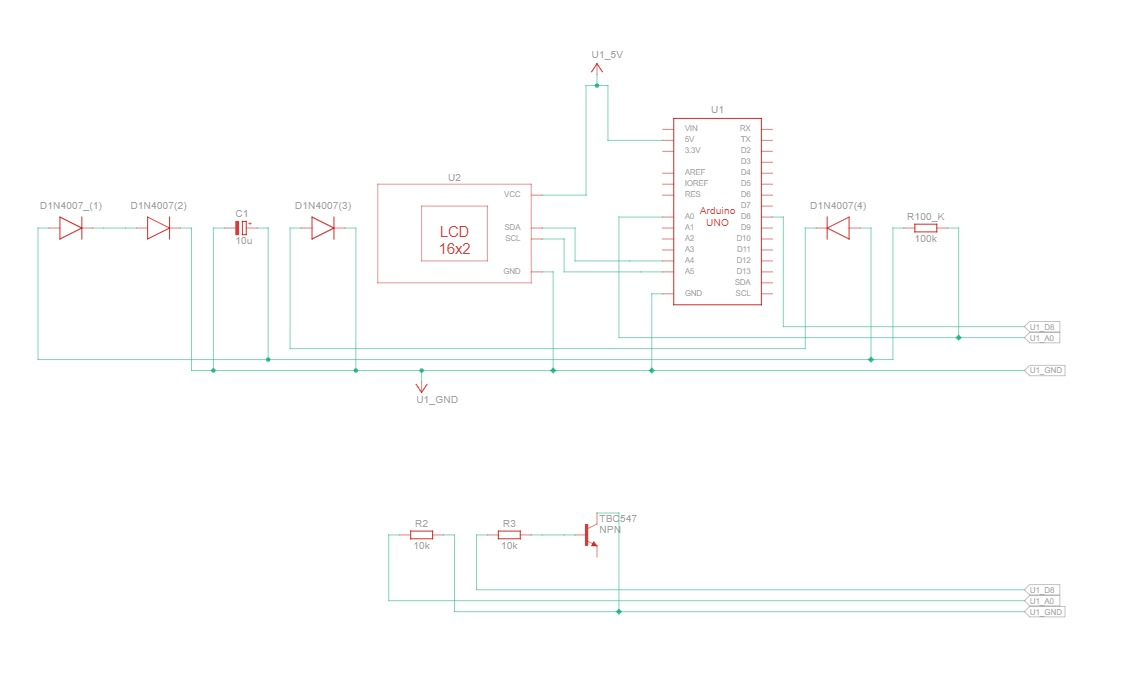 U1_5V
U1
VIN RX
5V TX
3.3V D2
D3
AREF D4
IOREF D5
RES D6
D7
A0 D8
A1 D9
A2 D10
A3 D11
A4 D12
A5 D13
SDA
GND SCL
Arduino
UNO
U2
VCC
SDA
SCL
GND
LCD
16x2
D1N4007_(1)
D1N4007(2)
C1
+
10u
D1N4007(3)
D1N4007(4)
R100_K
100k
U1_D8
U1_A0
U1_GND
U1_GND
R2
10k
R3
10k
TBC547
NPN
U1_D8
U1_A0
U1_GND